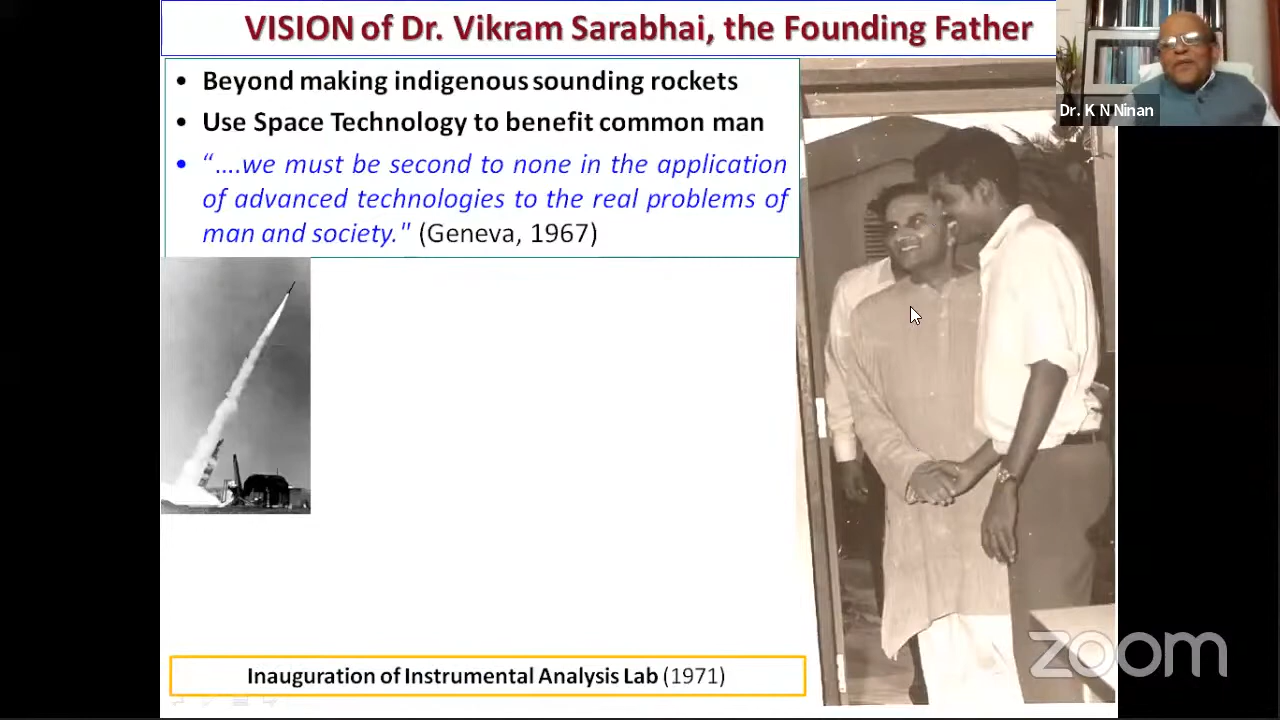 VISION of Dr. Vikram Sarabhai, the Founding Father
• Beyond making indigenous sounding rockets
• Use Space Technology to benefit common man
• “....we must be second to none in the application
of advanced technologies to the real problems of
man and society." (Geneva, 1967)
Dr. K N Ninan
Inauguration of Instrumental Analysis Lab (1971)
zoom